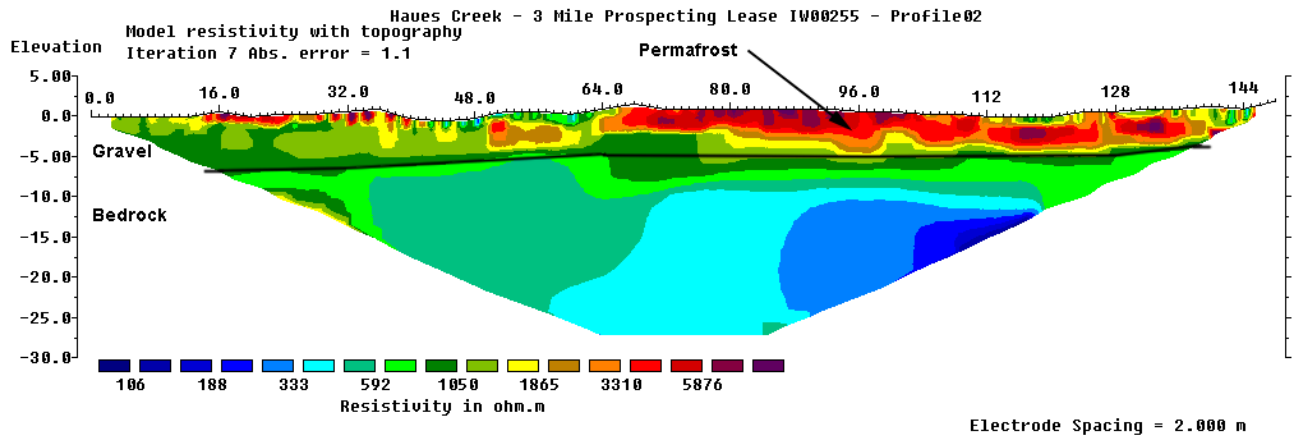 Haues Creek - 3 Mile Prospecting Lease IW00255 - Profile02
Model resistivity with topography
Elevation
Iteration 7 Abs. error = 1.1
Permafrost
5.00
0.0 16.0 32.0 48.0 64.0 80.0 96.0 112 128 144
0.0
-5.00
Gravel
-10.0
Bedrock
-15.0
-20.0
-25.0
-30.0
106 188 333 592 1050 1865 3310 5876
Resistivity in ohm.m
Electrode Spacing = 2.000 m